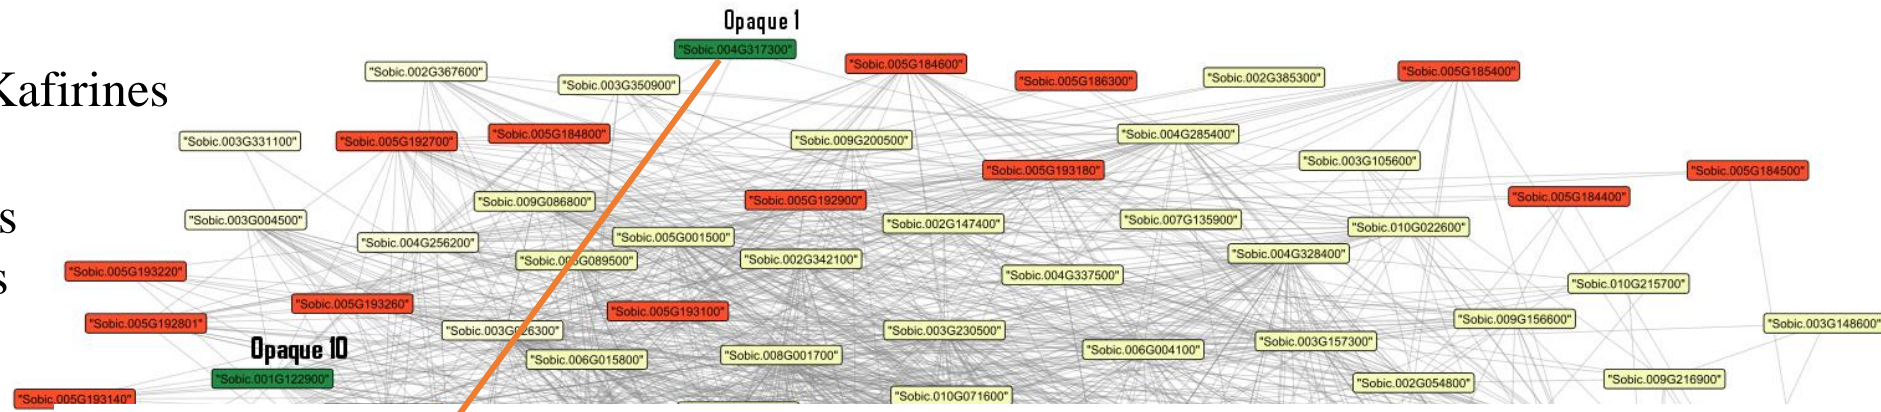 Opaque 1
"Sobic.004G317300"
"Sobic.005G184600"
"Sobic.002G367600"
"Sobic.003G350900"
"Sobic.005G186300"
"Sobic.002G385300"
"Sobic.005G185400"
Kafirines
"Sobic.003G331100"
"Sobic.005G192700"
"Sobic.005G184800"
"Sobic.009G200500"
"Sobic.004G285400"
"Sobic.003G105600"
"Sobic.005G193180"
"Sobic.005G184500"
"Sobic.009G086800"
"Sobic.005G192900"
"Sobic.005G184400"
s
"Sobic.003G004500"
"Sobic.004G256200"
"Sobic.005G001500"
"Sobic.002G147400"
"Sobic.007G135900"
"Sobic.010G022600"
"Sobic.002G342100"
"Sobic.004G328400"
s
"Sobic.005G193220"
"Sobic.004G337500"
"Sobic.010G215700"
"Sobic.005G193260"
"Sobic.005G193100"
"Sobic.005G192801"
"Sobic.003G230500"
"Sobic.009G156600"
"Sobic.003G148600"
Opaque 10
"Sobic.006G015800"
"Sobic.008G001700"
"Sobic.006G004100"
"Sobic.003G157300"
"Sobic.001G122900"
"Sobic.002G054800"
"Sobic.009G216900"
"Sobic.005G193140"
"Sobic.010G071600"